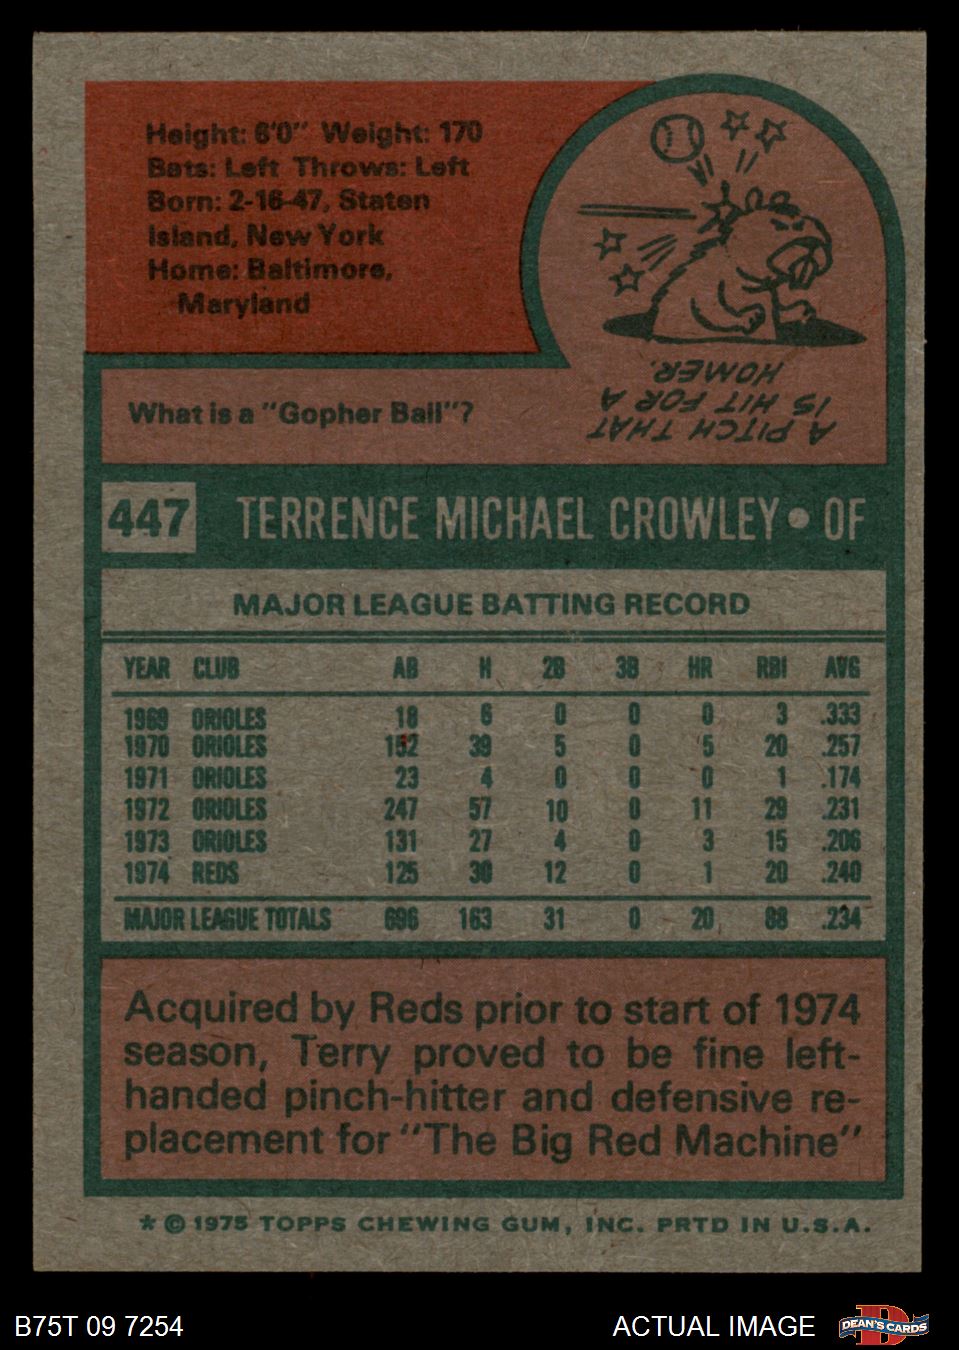 Height: 6'0" Weight: 170
Bats: Left Throws: Left
Born: 2-16-47, Staten
Island, New York
Home: Baltimore,
Maryland
What is a "Gopher Ball"?
A PITCH THAT
IS HIT FOR A
HOMER.
447 TERRENCE MICHAEL CROWLEY • OF
MAJOR LEAGUE BATTING RECORD
YEAR CLUB AB H 2B 3B HR RBI AVG
1969 ORIOLES 18 6 0 0 0 3 .333
1970 ORIOLES 152 39 5 0 5 20 .257
1971 ORIOLES 23 4 0 0 0 1 .174
1972 ORIOLES 247 57 10 0 11 29 .231
1973 ORIOLES 131 27 4 0 3 15 .206
1974 REDS 125 30 12 0 1 20 .240
MAJOR LEAGUE TOTALS 696 163 31 0 20 88 .234
Acquired by Reds prior to start of 1974
season, Terry proved to be fine left-
handed pinch-hitter and defensive re-
placement for "The Big Red Machine"
* © 1975 TOPPS CHEWING GUM, INC. PRTD IN U.S.A.
B75T 09 7254 ACTUAL IMAGE D DEAN'S CARDS